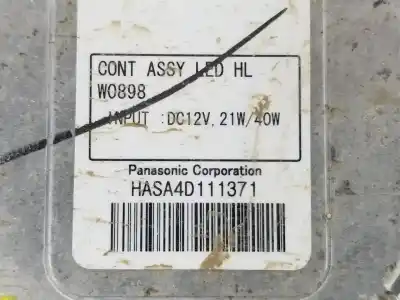 CONT ASSY LED HL
W0898
INPUT :DC12V, 21W/40W
Panasonic Corporation
HASA4D111371